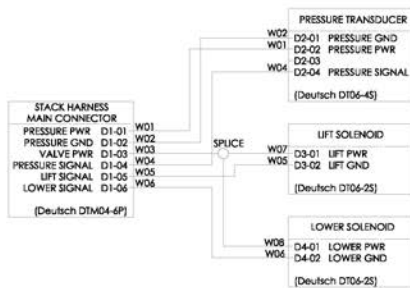 PRESSURE TRANSDUCER
W02 D2-01 PRESSURE GND
W01 D2-02 PRESSURE PWR
D2-03
W04 D2-04 PRESSURE SIGNAL
(Deutsch DT06-4S)
STACK HARNESS
MAIN CONNECTOR
PRESSURE PWR D1-01 W01
PRESSURE GND D1-02 W02
VALVE PWR D1-03 W03
PRESSURE SIGNAL D1-04 W04
LIFT SIGNAL D1-05 W05
LOWER SIGNAL D1-06 W06
(Deutsch DTM04-6P)
SPLICE
LIFT SOLENOID
W07 D3-01 LIFT PWR
W05 D3-02 LIFT GND
(Deutsch DT06-2S)
LOWER SOLENOID
W08 D4-01 LOWER PWR
W06 D4-02 LOWER GND
(Deutsch DT06-2S)